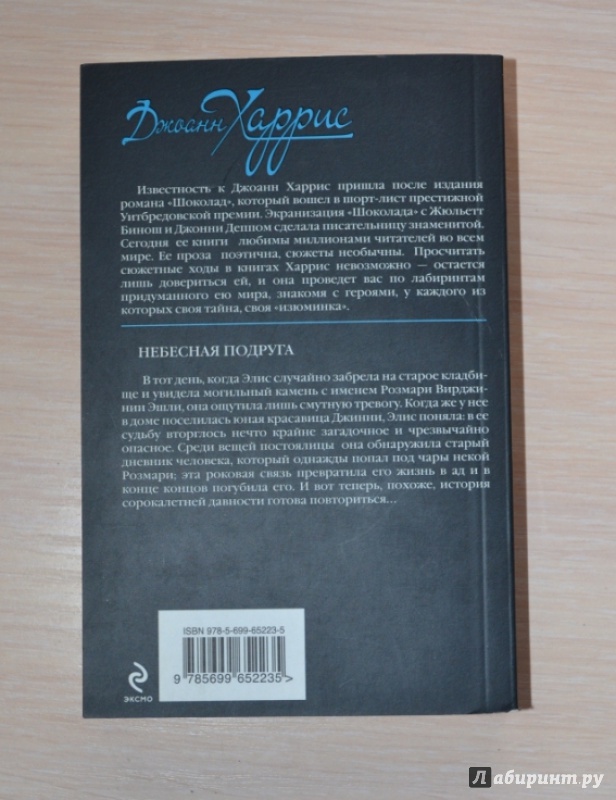 Джоанн Харрис
Известность к Джоанн Харрис пришла после издания
романа «Шоколад», который вошел в шорт-лист престижной
Уитбредовской премии. Экранизация «Шоколада» с Жюльетт
Бинош и Джонни Деппом сделала писательницу знаменитой.
Сегодня ее книги любимы миллионами читателей во всем
мире. Ее проза поэтична, сюжеты необычны. Просчитать
сюжетные ходы в книгах Харрис невозможно — остается
лишь довериться ей, и она проведет вас по лабиринтам
придуманного ею мира, знакомя с героями, у каждого из
которых своя тайна, своя «изюминка».
НЕБЕСНАЯ ПОДРУГА
В тот день, когда Элис случайно забрела на старое кладби-
ще и увидела могильный камень с именем Розмари Вирджи-
нии Эшли, она ощутила лишь смутную тревогу. Когда же у нее
в доме поселилась юная красавица Джинни, Элис поняла: в ее
судьбу вторглось нечто крайне загадочное и чрезвычайно
опасное. Среди вещей постоялицы она обнаружила старый
дневник человека, который однажды попал под чары некой
Розмари; эта роковая связь превратила его жизнь в ад и в
конце концов погубила его. И вот теперь, похоже, история
сорокалетней давности готова повториться...
ISBN 978-5-699-65223-5
9 785699 652235 >
ЭКСМО
Лабиринт.ру